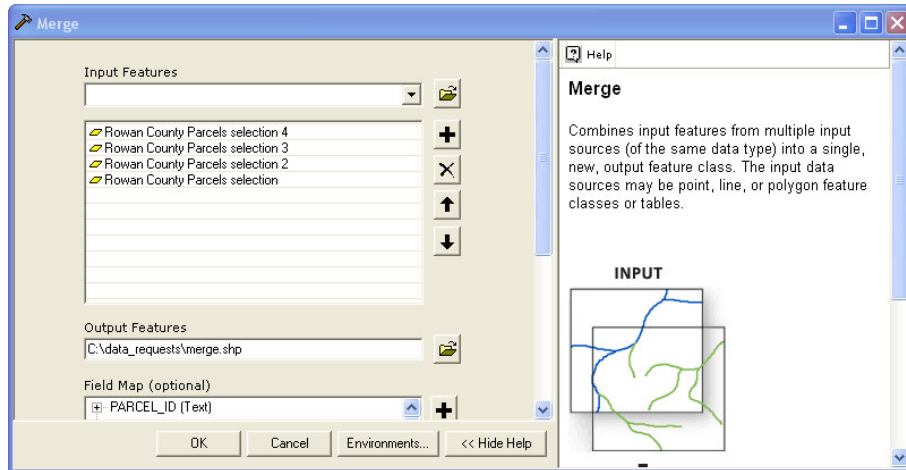 Merge
Input Features
Rowan County Parcels selection 4
Rowan County Parcels selection 3
Rowan County Parcels selection 2
Rowan County Parcels selection
Output Features
C:\data_requests\merge.shp
Field Map (optional)
PARCEL_ID (Text)
OK
Cancel
Environments...
<< Hide Help
Help
Merge
Combines input features from multiple input
sources (of the same data type) into a single,
new, output feature class. The input data
sources may be point, line, or polygon feature
classes or tables.
INPUT